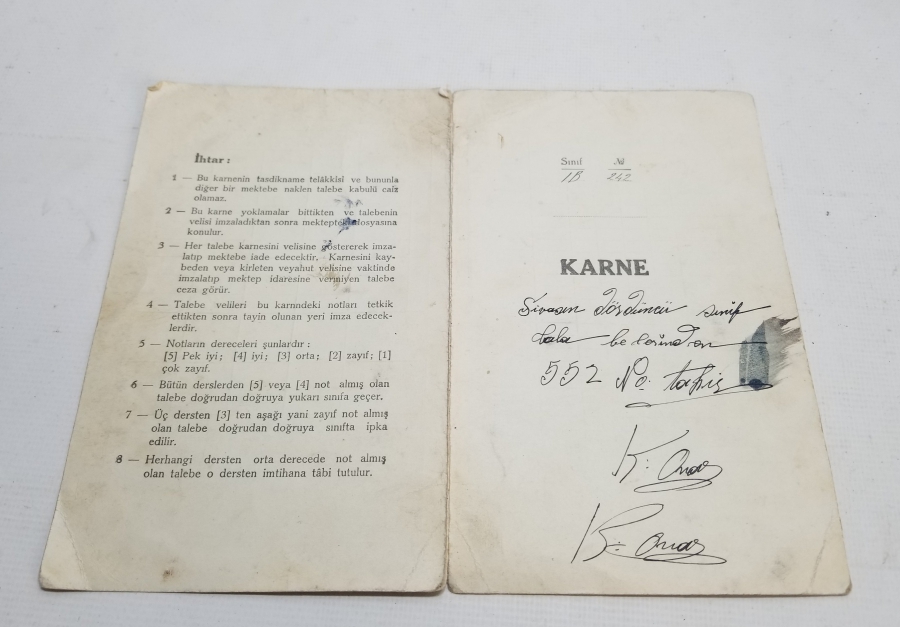 İhtar :
1 — Bu karnenin tasdikname telâkkisi ve bununla
diğer bir mektebe naklen talebe kabulü caiz
olamaz.
2 — Bu karne yoklamalar bittikten ve talebenin
velisi imzaladıktan sonra mektepteki dosyasına
konulur.
3 — Her talebe karnesini velisine göstererek imza-
latıp mektebe iade edecektir. Karnesini kay-
beden veya kirleten veyahut velisine vaktinde
imzalatıp mektep idaresine vermiyen talebe
ceza görür.
4 — Talebe velileri bu karnedeki notları tetkik
ettikten sonra tayin olunan yeri imza edecek-
lerdir.
5 — Notların dereceleri şunlardır :
[5] Pek iyi; [4] iyi; [3] orta; [2] zayıf; [1]
çok zayıf.
6 — Bütün derslerden [5] veya [4] not almış olan
talebe doğrudan doğruya yukarı sınıfa geçer.
7 — Üç dersten [3] ten aşağı yani zayıf not almış
olan talebe doğrudan doğruya sınıfta ipka
edilir.
8 — Herhangi dersten orta derecede not almış
olan talebe o dersten imtihana tâbi tutulur.
Sınıf №
1B 242
KARNE
dördüncü sınıf
552 No.
K.
K.